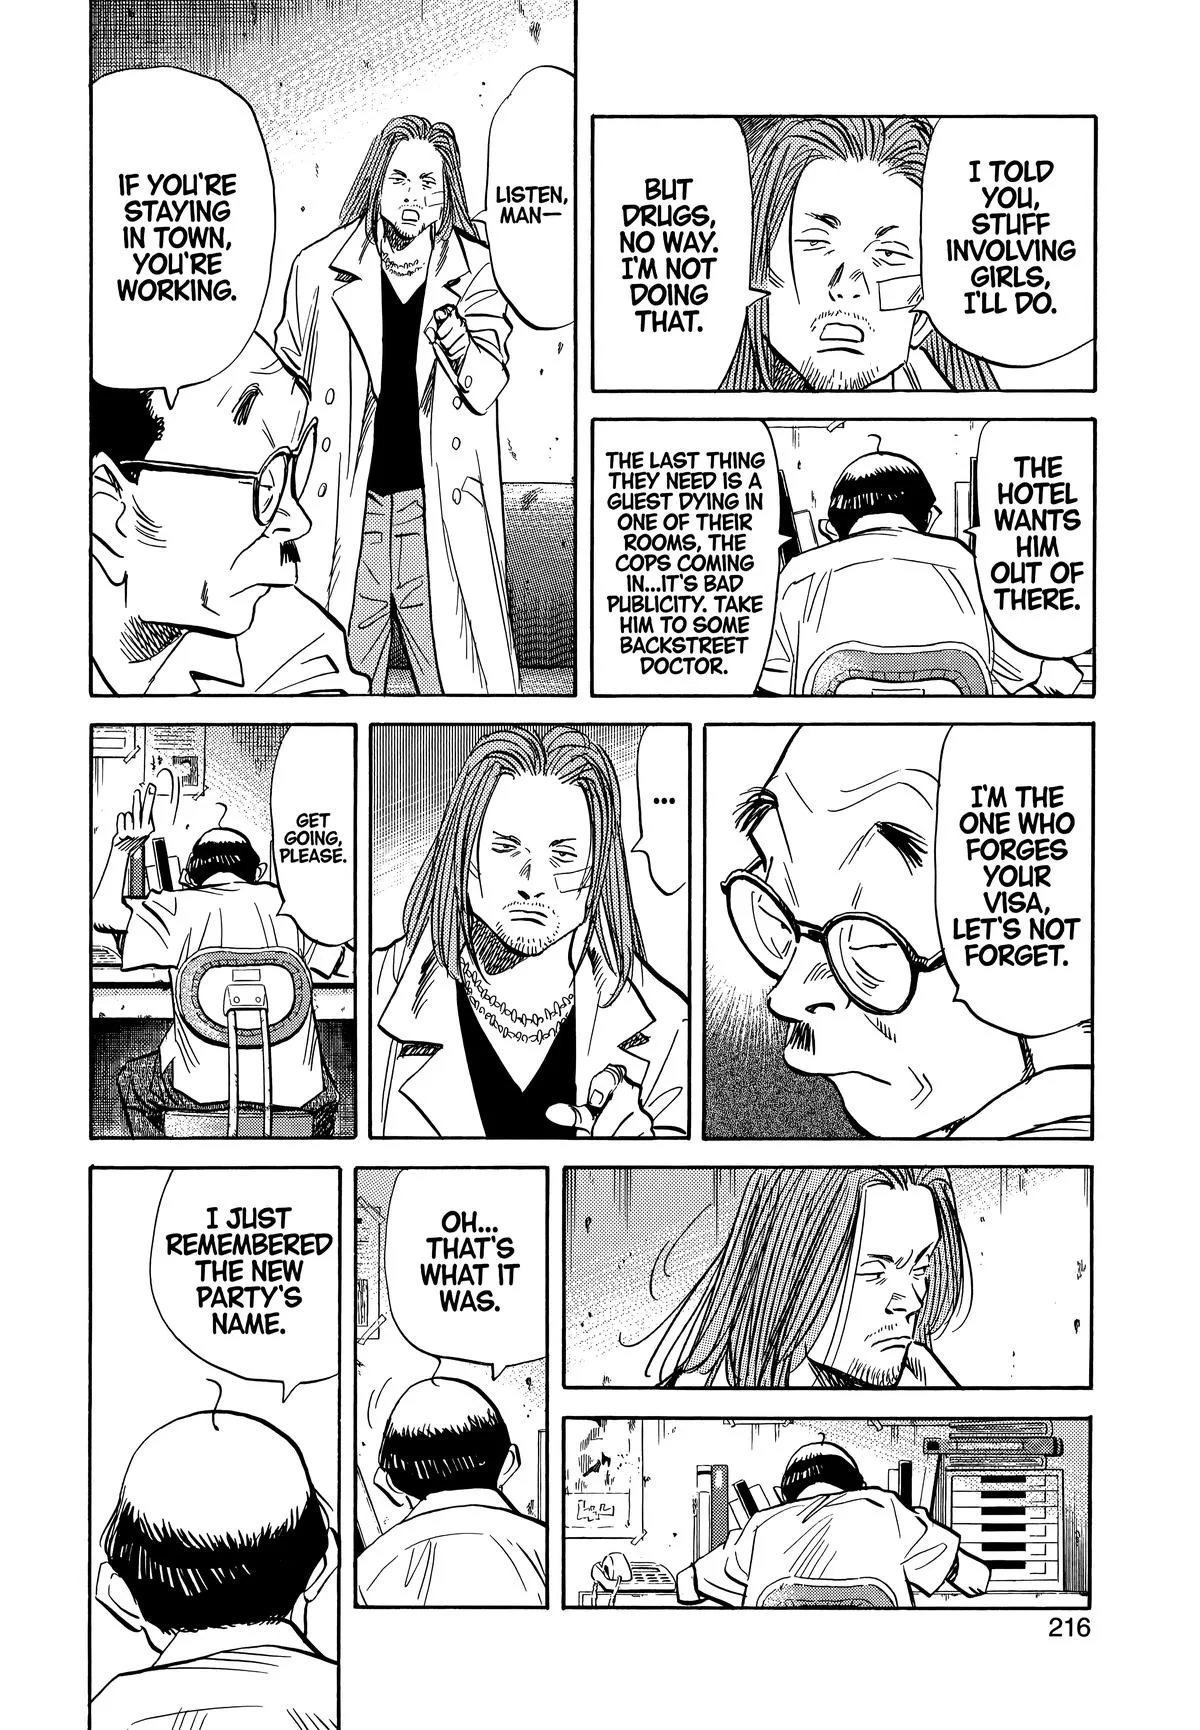 I TOLD
YOU,
STUFF
INVOLVING
GIRLS,
I'LL DO.
BUT
DRUGS,
NO WAY.
I'M NOT
DOING
THAT.
THE
HOTEL
WANTS
HIM
OUT OF
THERE.
THE LAST THING
THEY NEED IS A
GUEST DYING IN
ONE OF THEIR
ROOMS, THE
COPS COMING
IN...IT'S BAD
PUBLICITY. TAKE
HIM TO SOME
BACKSTREET
DOCTOR.
LISTEN,
MAN—
IF YOU'RE
STAYING
IN TOWN,
YOU'RE
WORKING.
I'M THE
ONE WHO
FORGES
YOUR
VISA,
LET'S NOT
FORGET.
...
GET
GOING,
PLEASE.
OH...
THAT'S
WHAT IT
WAS.
I JUST
REMEMBERED
THE NEW
PARTY'S
NAME.
216